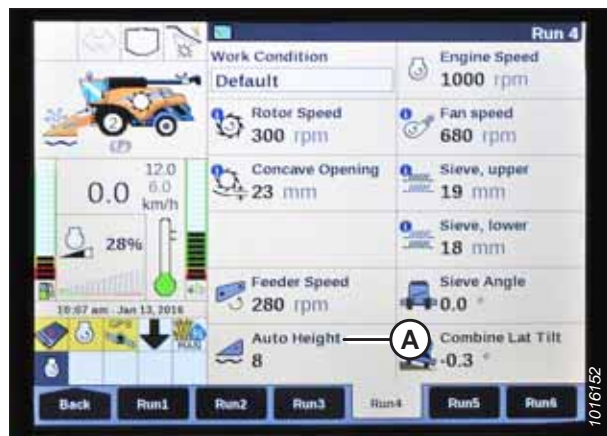 Run 4
Work Condition
Default
Engine Speed
1000 rpm
Rotor Speed
300 rpm
Fan speed
680 rpm
Concave Opening
23 mm
Sieve, upper
19 mm
Sieve, lower
18 mm
Feeder Speed
280 rpm
Sieve Angle
0.0 °
Auto Height
8
A
Combine Lat Tilt
-0.3 °
2
(P)
0.0
12.0
6.0
km/h
28%
10:07 am - Jan 13, 2016
GPS
MAN
Back
Run1
Run2
Run3
Run4
Run5
Run6
1016152